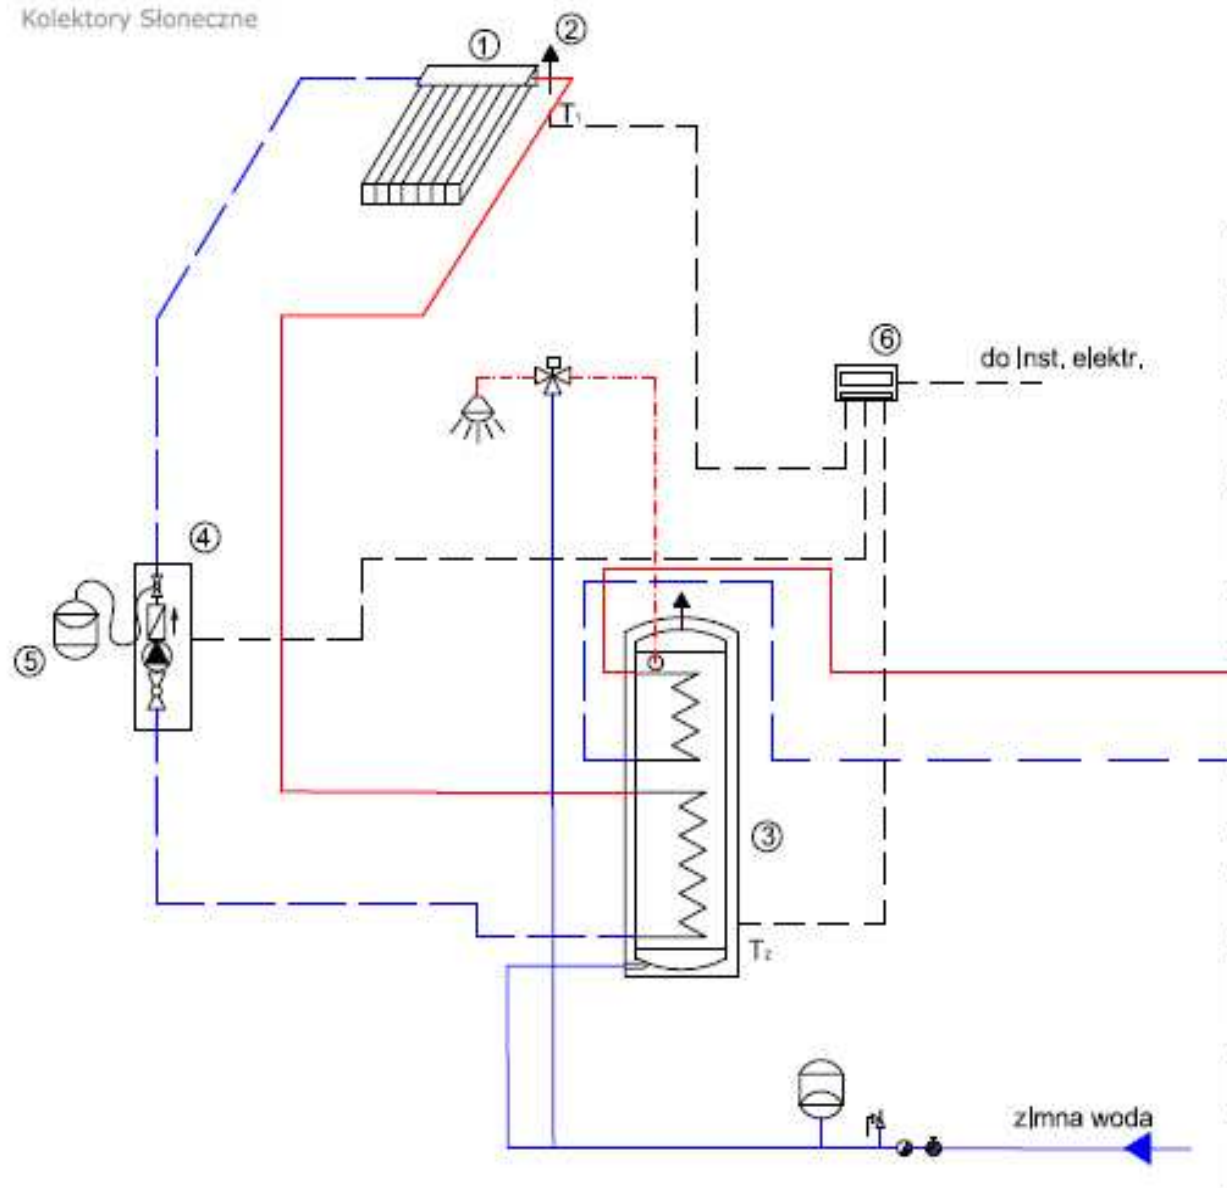 Kolektory Słoneczne
①
②
T₁
⑥
do inst. elektr.
④
⑤
③
T₂
zimna woda